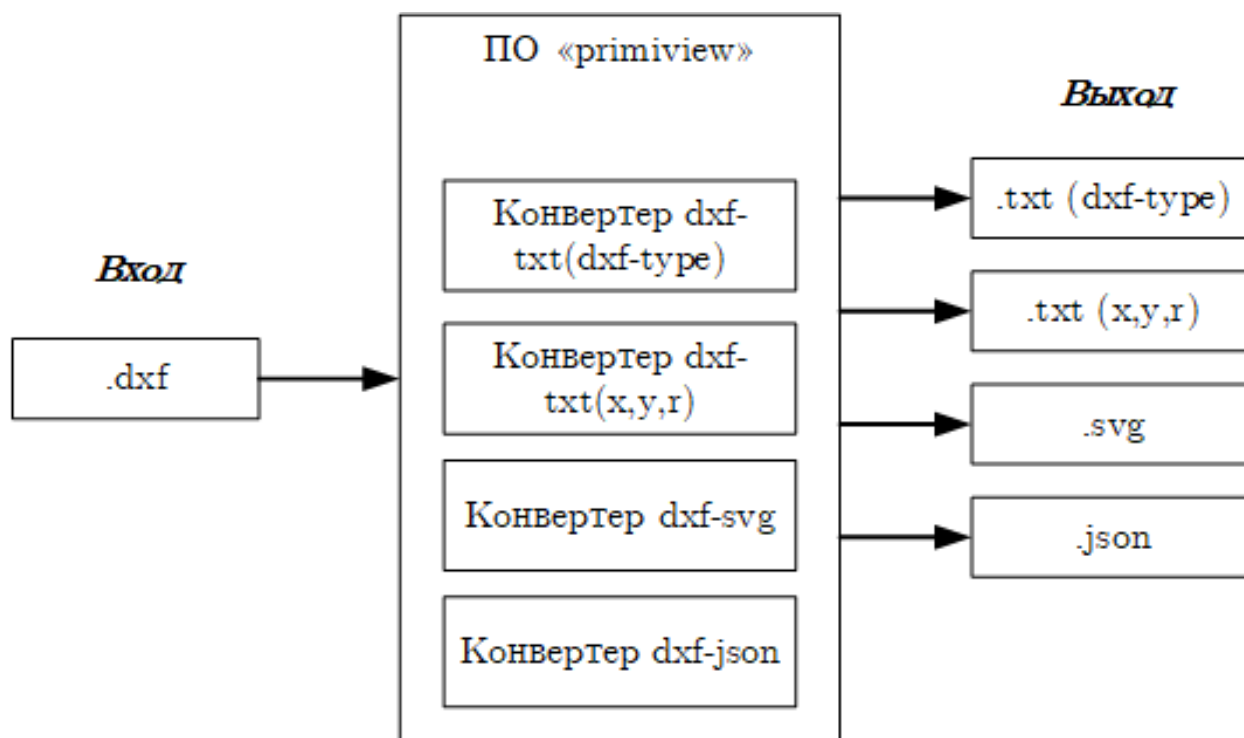 ПО «primiview»
Выход
Вход
.dxf
Конвертер dxf-
txt(dxf-type)
Конвертер dxf-
txt(x,y,r)
Конвертер dxf-svg
Конвертер dxf-json
.txt (dxf-type)
.txt (x,y,r)
.svg
.json